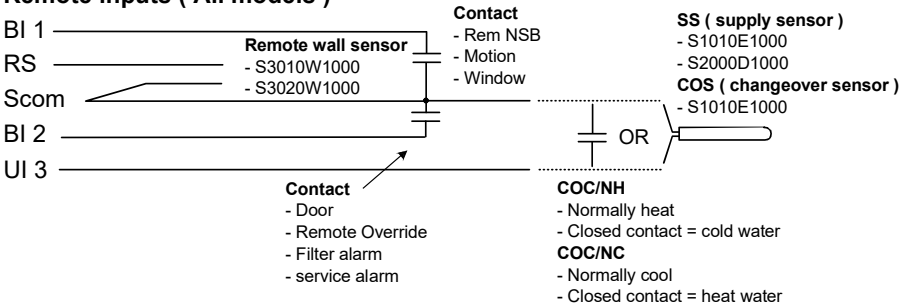 Remote Inputs ( All models )
BI 1
RS
Scom
BI 2
UI 3
Remote wall sensor
- S3010W1000
- S3020W1000
Contact
- Rem NSB
- Motion
- Window
SS ( supply sensor )
- S1010E1000
- S2000D1000
COS ( changeover sensor )
- S1010E1000
OR
Contact
- Door
- Remote Override
- Filter alarm
- service alarm
COC/NH
- Normally heat
- Closed contact = cold water
COC/NC
- Normally cool
- Closed contact = heat water